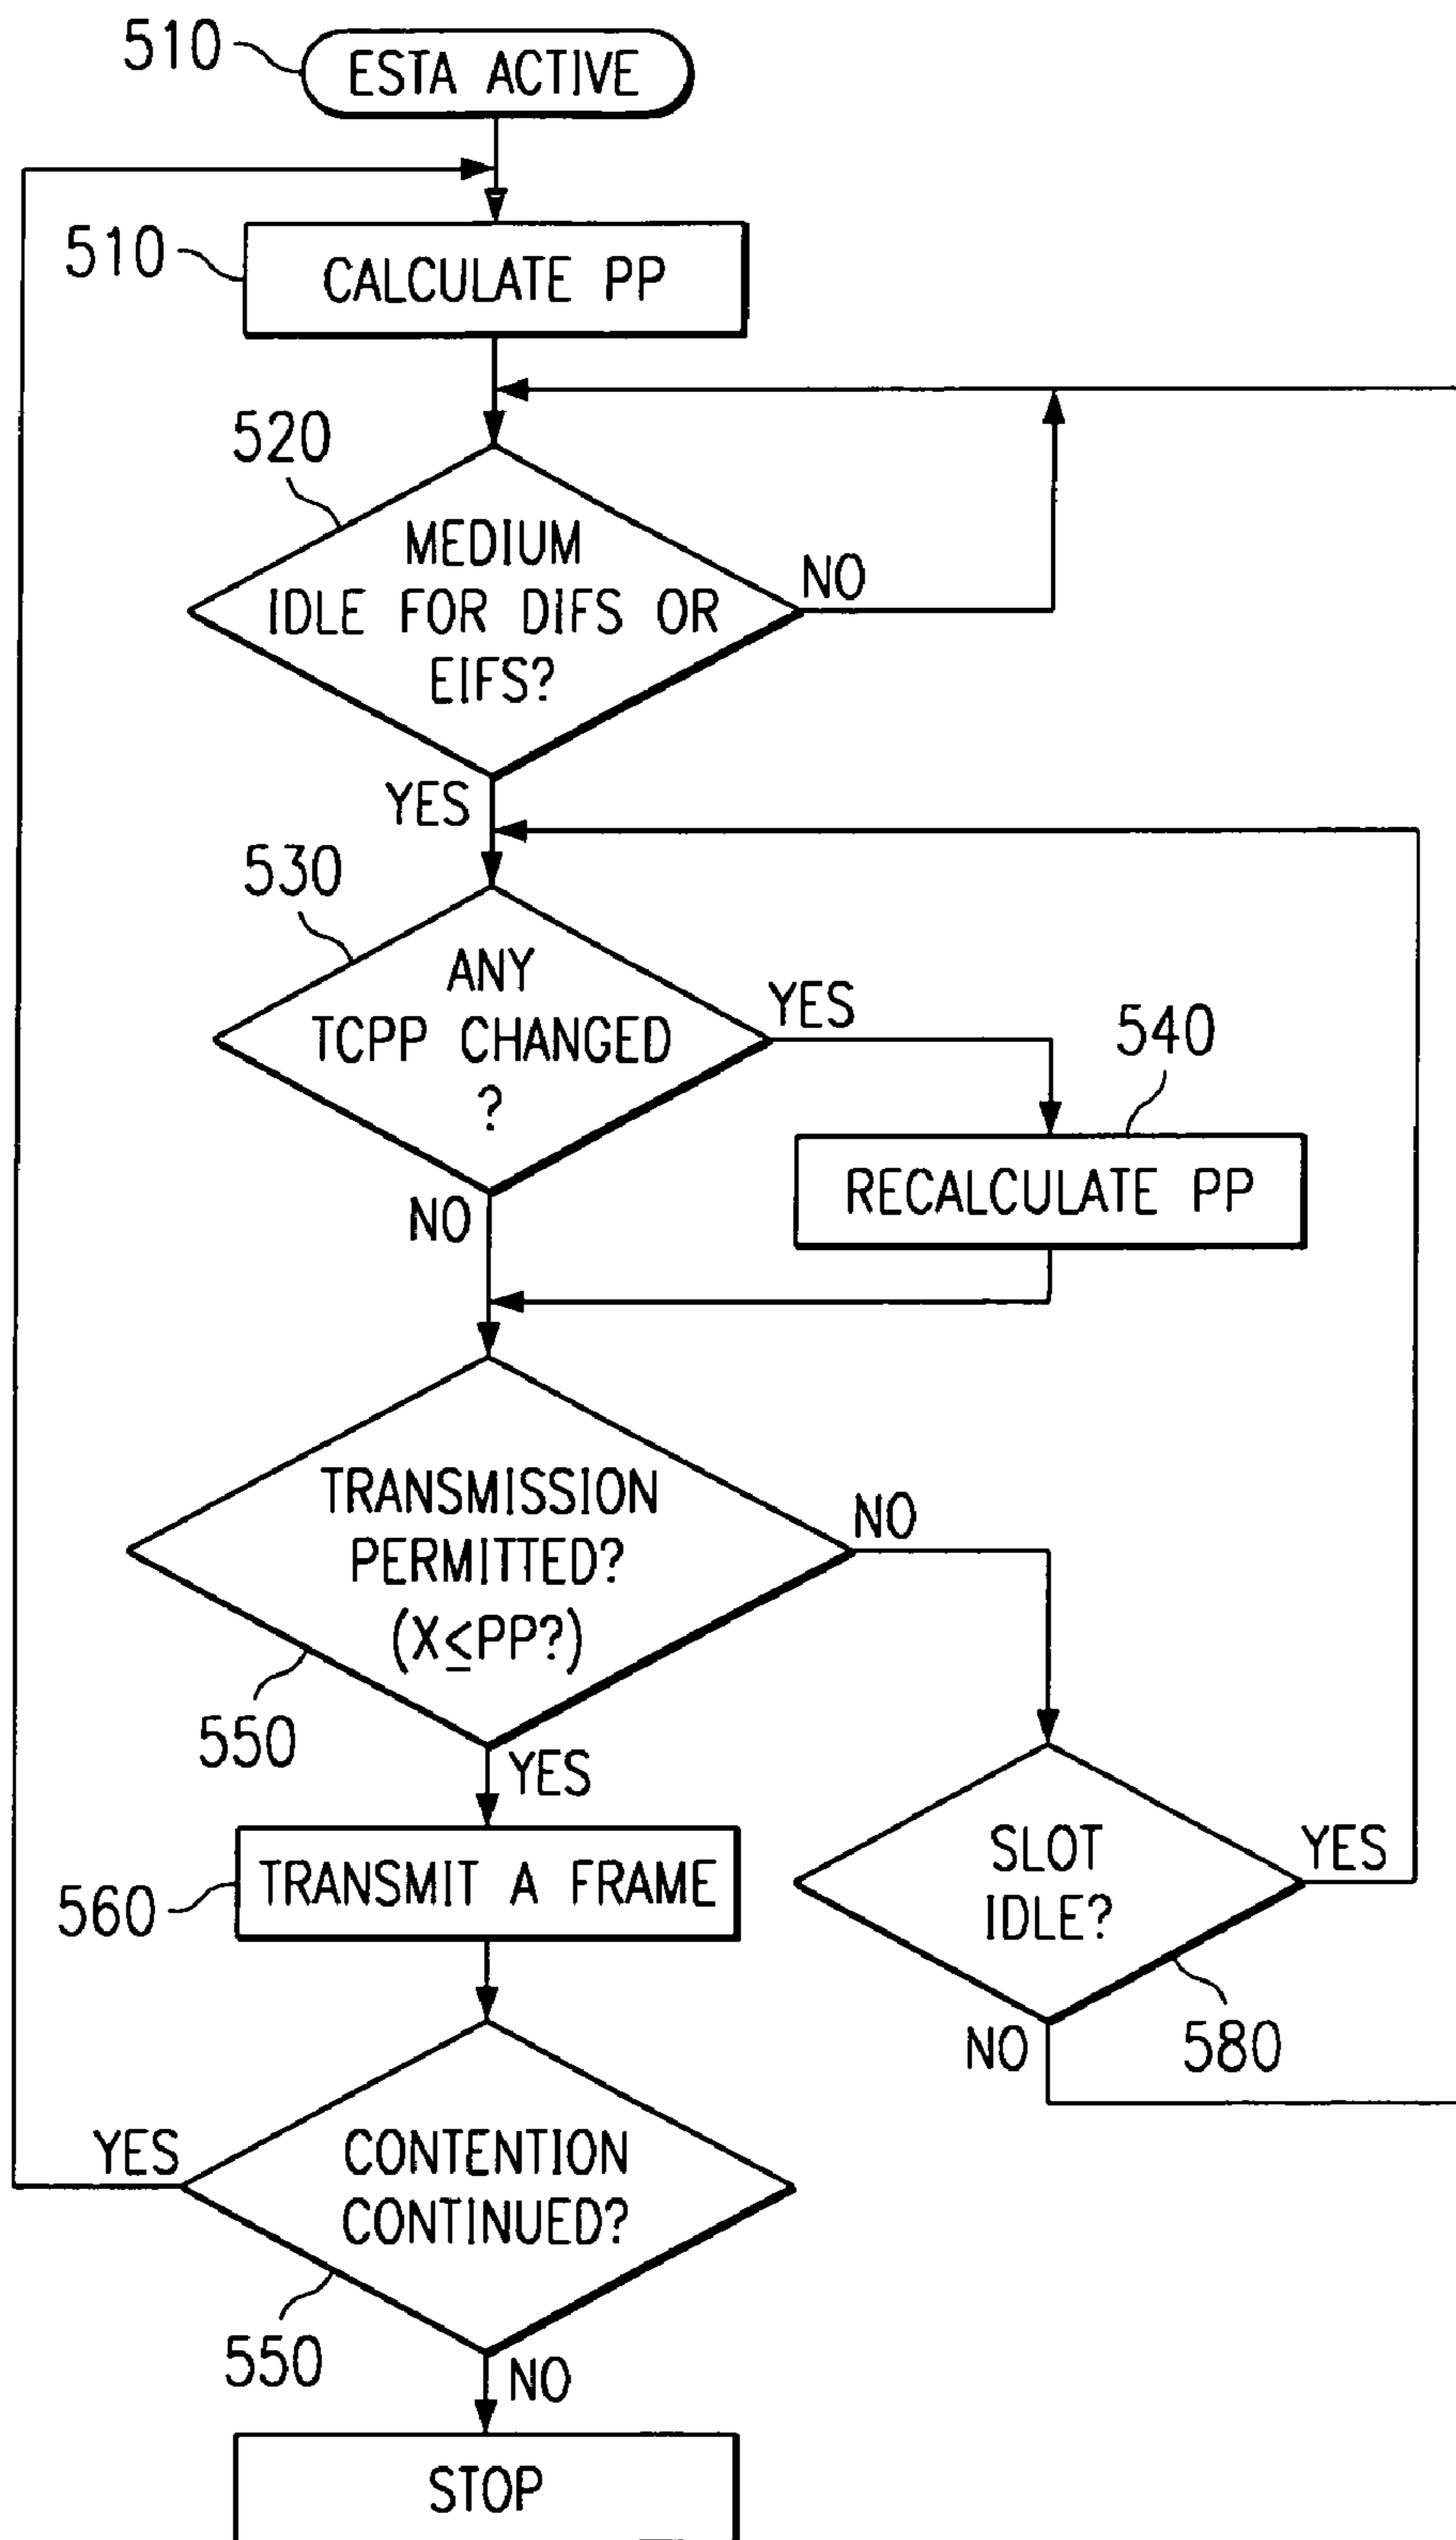 510
ESTA ACTIVE
510
CALCULATE PP
520
MEDIUM
IDLE FOR DIFS OR
EIFS?
NO
YES
530
ANY
TCPP CHANGED
?
YES
540
RECALCULATE PP
NO
TRANSMISSION
PERMITTED?
(X≤PP?)
NO
550
YES
560
TRANSMIT A FRAME
SLOT
IDLE?
YES
580
NO
CONTENTION
CONTINUED?
YES
550
NO
STOP